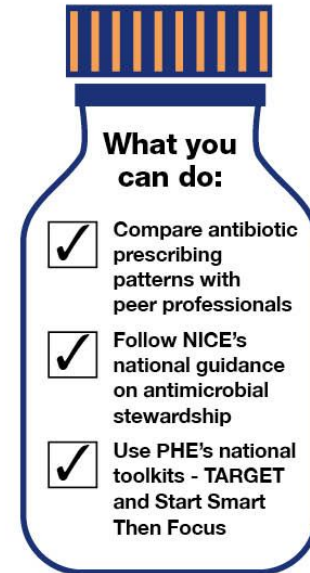 What you
can do:
Compare antibiotic
prescribing
patterns with
peer professionals
Follow NICE's
national guidance
on antimicrobial
stewardship
Use PHE's national
toolkits - TARGET
and Start Smart
Then Focus